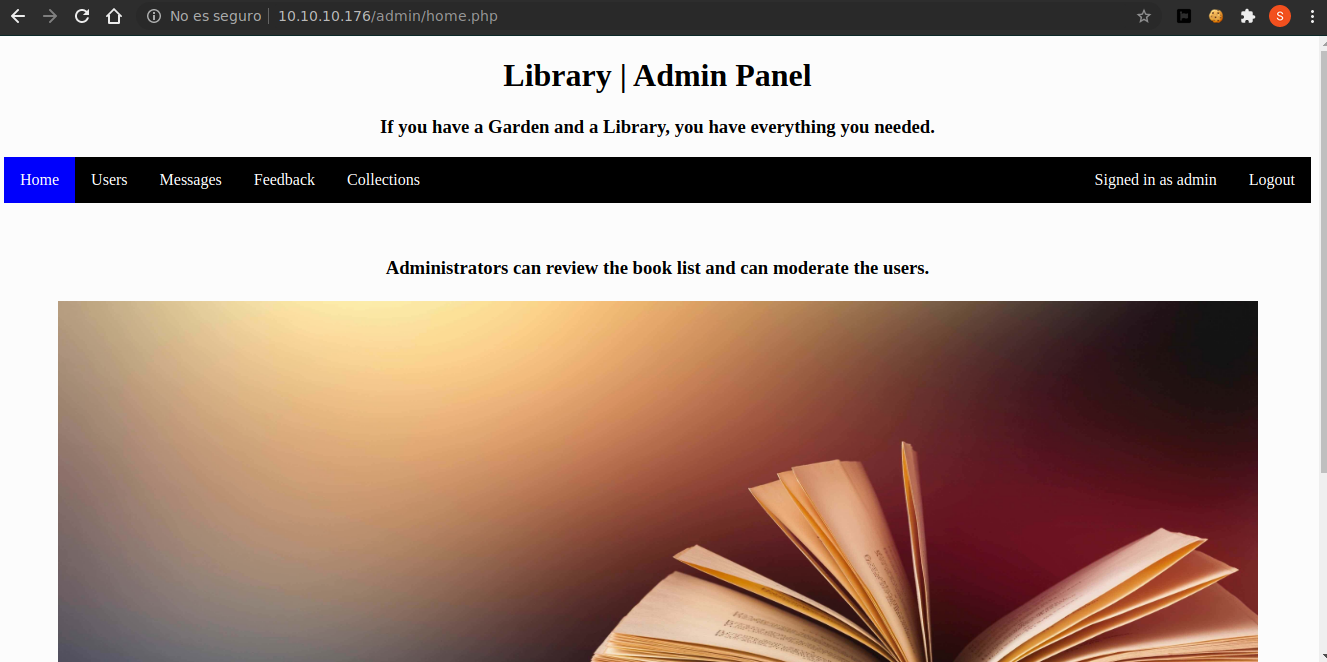 No es seguro 10.10.10.176/admin/home.php
S
Library | Admin Panel
If you have a Garden and a Library, you have everything you needed.
Home Users Messages Feedback Collections Signed in as admin Logout
Administrators can review the book list and can moderate the users.